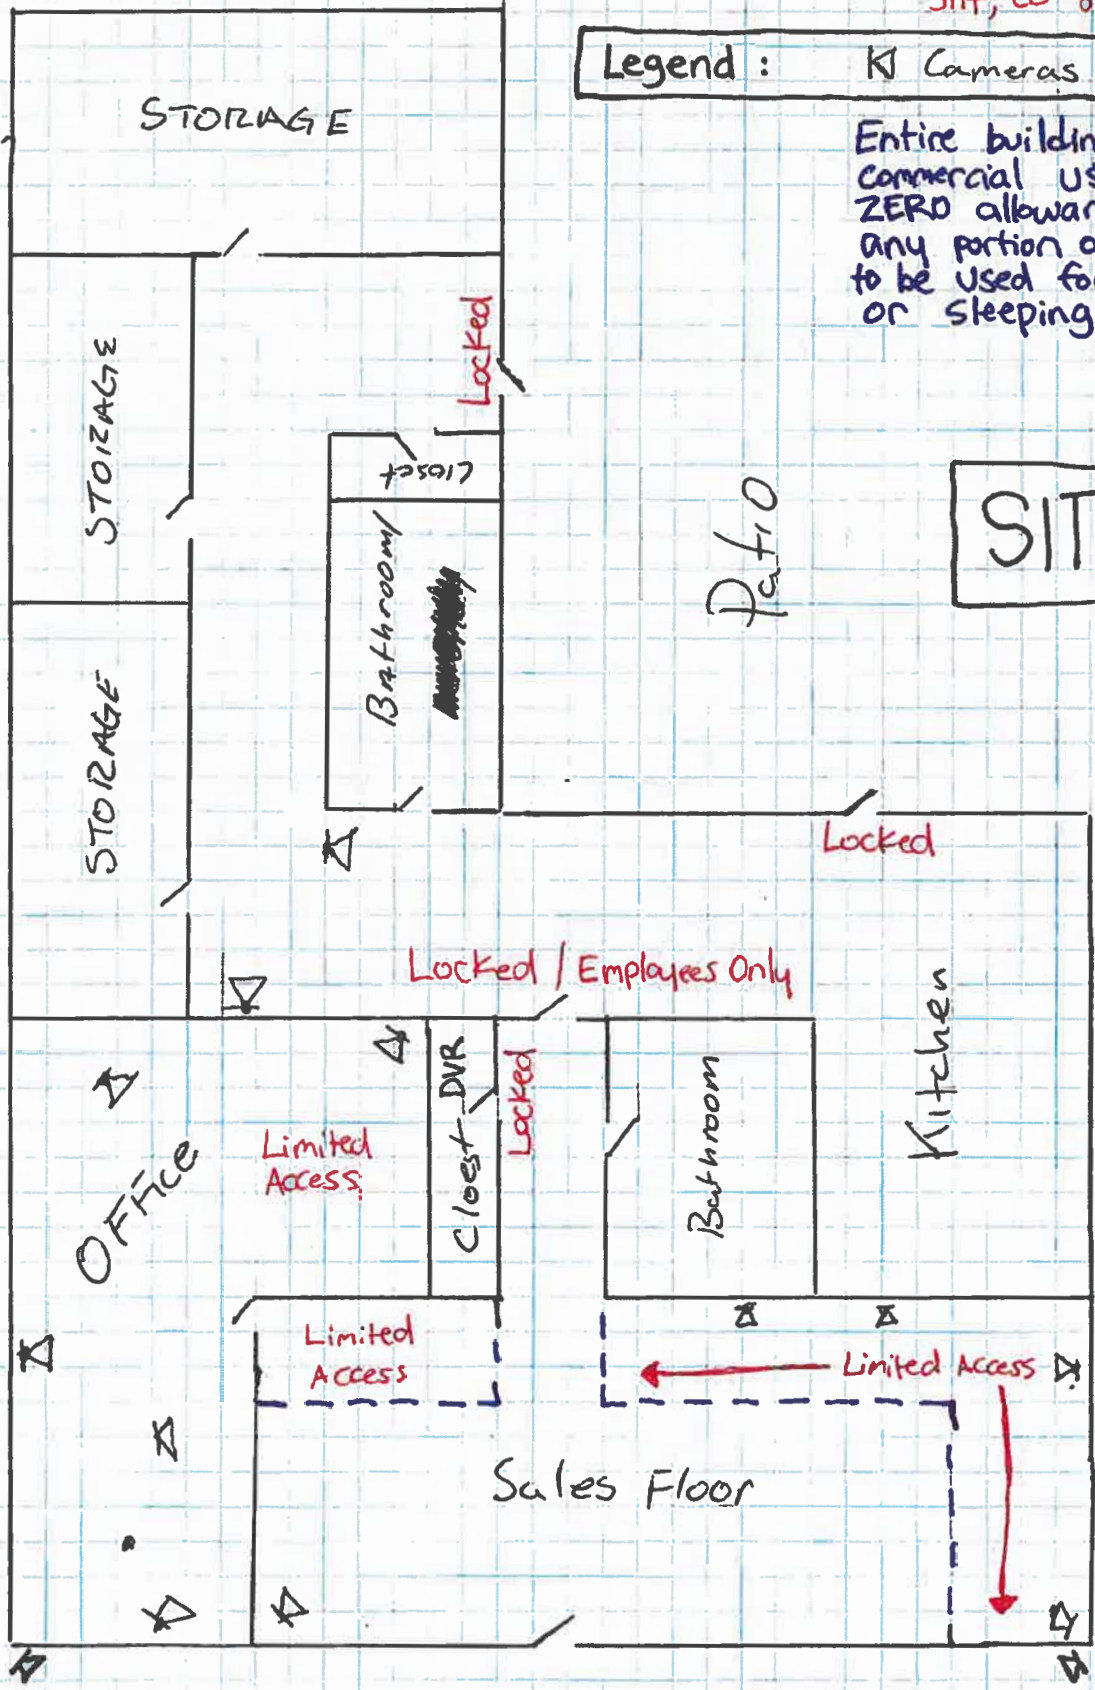 Legend : Cameras
Entire buildin
commercial us
ZERO allowar
any portion o
to be used fo
or sleeping
STORAGE
STORAGE
Locked
Closet
Bathroom/
Patio
SIT
STORAGE
Locked
Locked / Employees Only
Office
Limited
Access
Cloest DVR
Locked
Bathroom
Kitchen
Limited
Access
Limited Access
Sales Floor